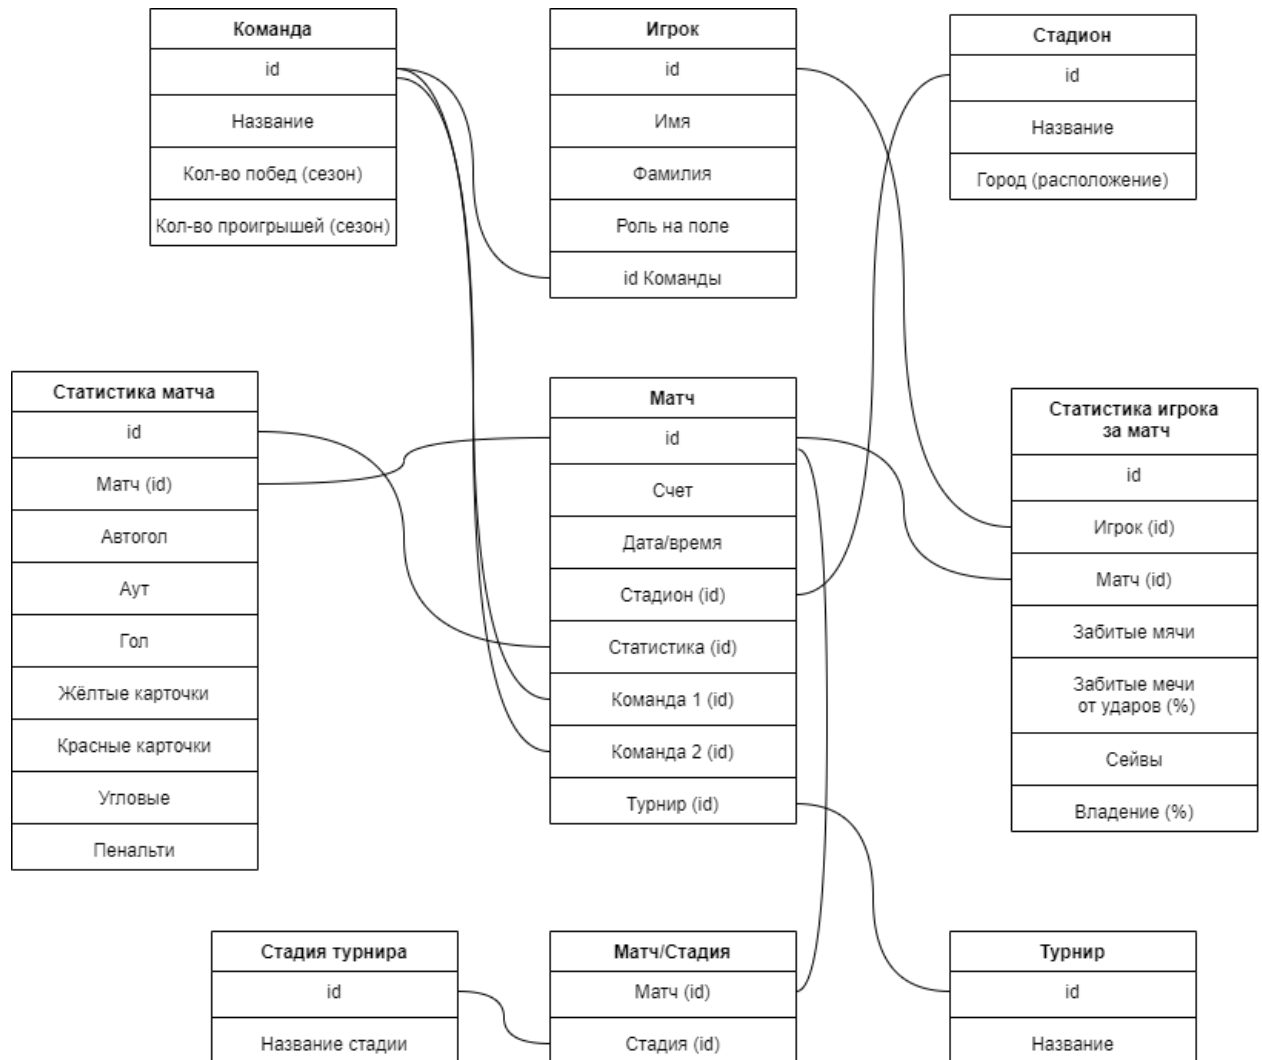 Команда
id
Название
Кол-во побед (сезон)
Кол-во проигрышей (сезон)
Игрок
id
Имя
Фамилия
Роль на поле
id Команды
Стадион
id
Название
Город (расположение)
Статистика матча
id
Матч (id)
Автогол
Аут
Гол
Жёлтые карточки
Красные карточки
Угловые
Пенальти
Матч
id
Счет
Дата/время
Стадион (id)
Статистика (id)
Команда 1 (id)
Команда 2 (id)
Турнир (id)
Статистика игрока
за матч
id
Игрок (id)
Матч (id)
Забитые мячи
Забитые мечи
от ударов (%)
Сейвы
Владение (%)
Стадия турнира
id
Название стадии
Матч/Стадия
Матч (id)
Стадия (id)
Турнир
id
Название